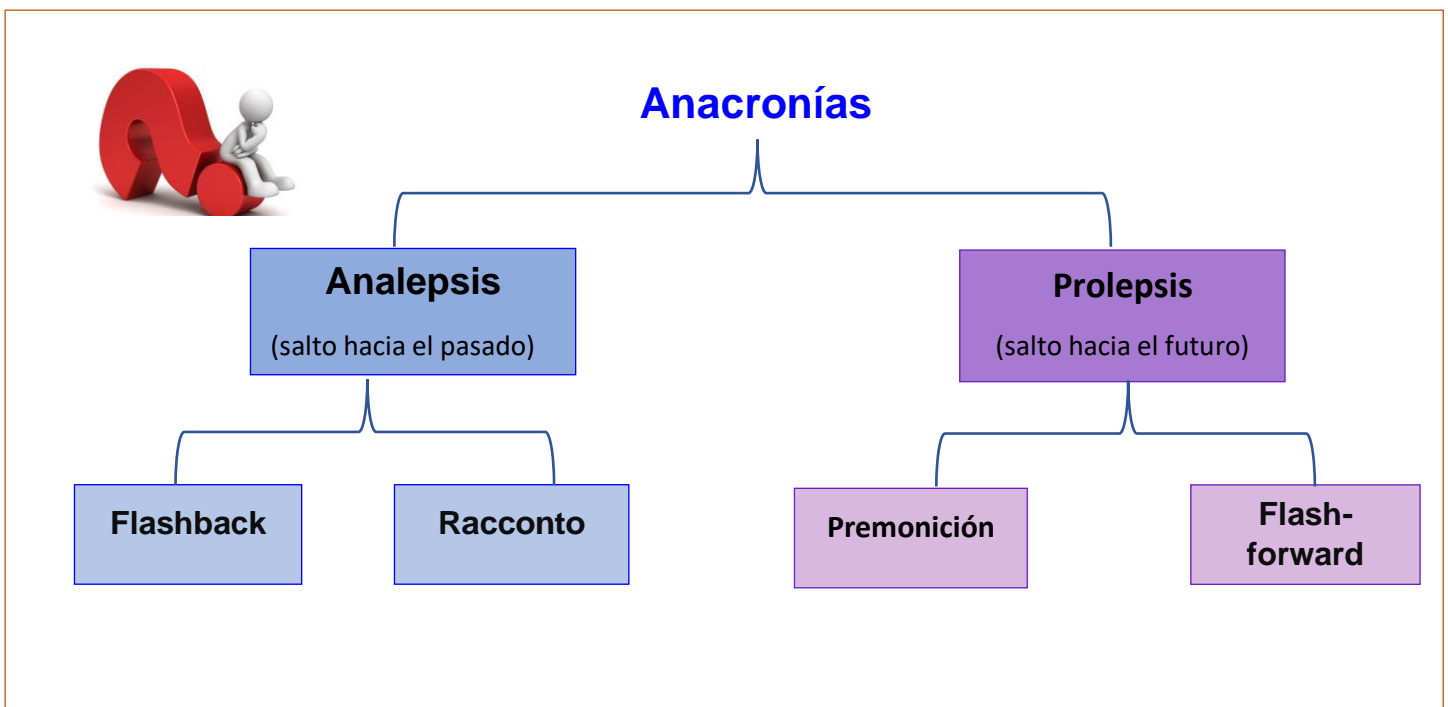 Anacronías
Analepsis
(salto hacia el pasado)
Prolepsis
(salto hacia el futuro)
Flashback
Racconto
Premonición
Flash-
forward